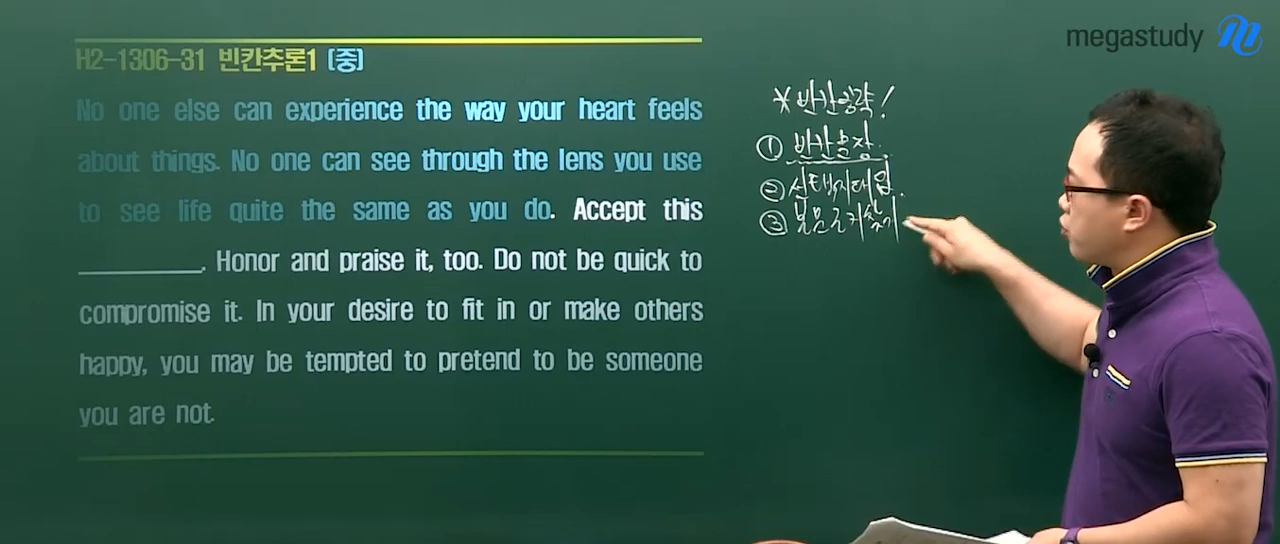 megastudy
H2-1306-31 빈칸추론1 [중]
No one else can experience the way your heart feels
about things. No one can see through the lens you use
to see life quite the same as you do. Accept this
__________. Honor and praise it, too. Do not be quick to
compromise it. In your desire to fit in or make others
happy, you may be tempted to pretend to be someone
you are not.
* 빈칸영략!
① 빈칸문장.
② 선택지대입.
③ 본문근거찾기